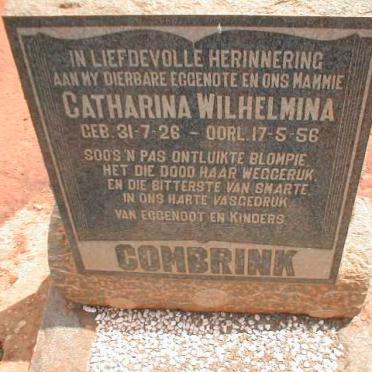 IN LIEFDEVOLLE HERINNERING
AAN MY DIERBARE EGGENOTE EN ONS MAMMIE
CATHARINA WILHELMINA
GEB. 31-7-26 - OORL. 17-5-56
SOOS 'N PAS ONTLUIKTE BLOMPIE
HET DIE DOOD HAAR WEGGERUK
EN DIE BITTERSTE VAN SMARTE
IN ONS HARTE VASGEDRUK
VAN EGGENOOT EN KINDERS
COMBRINK